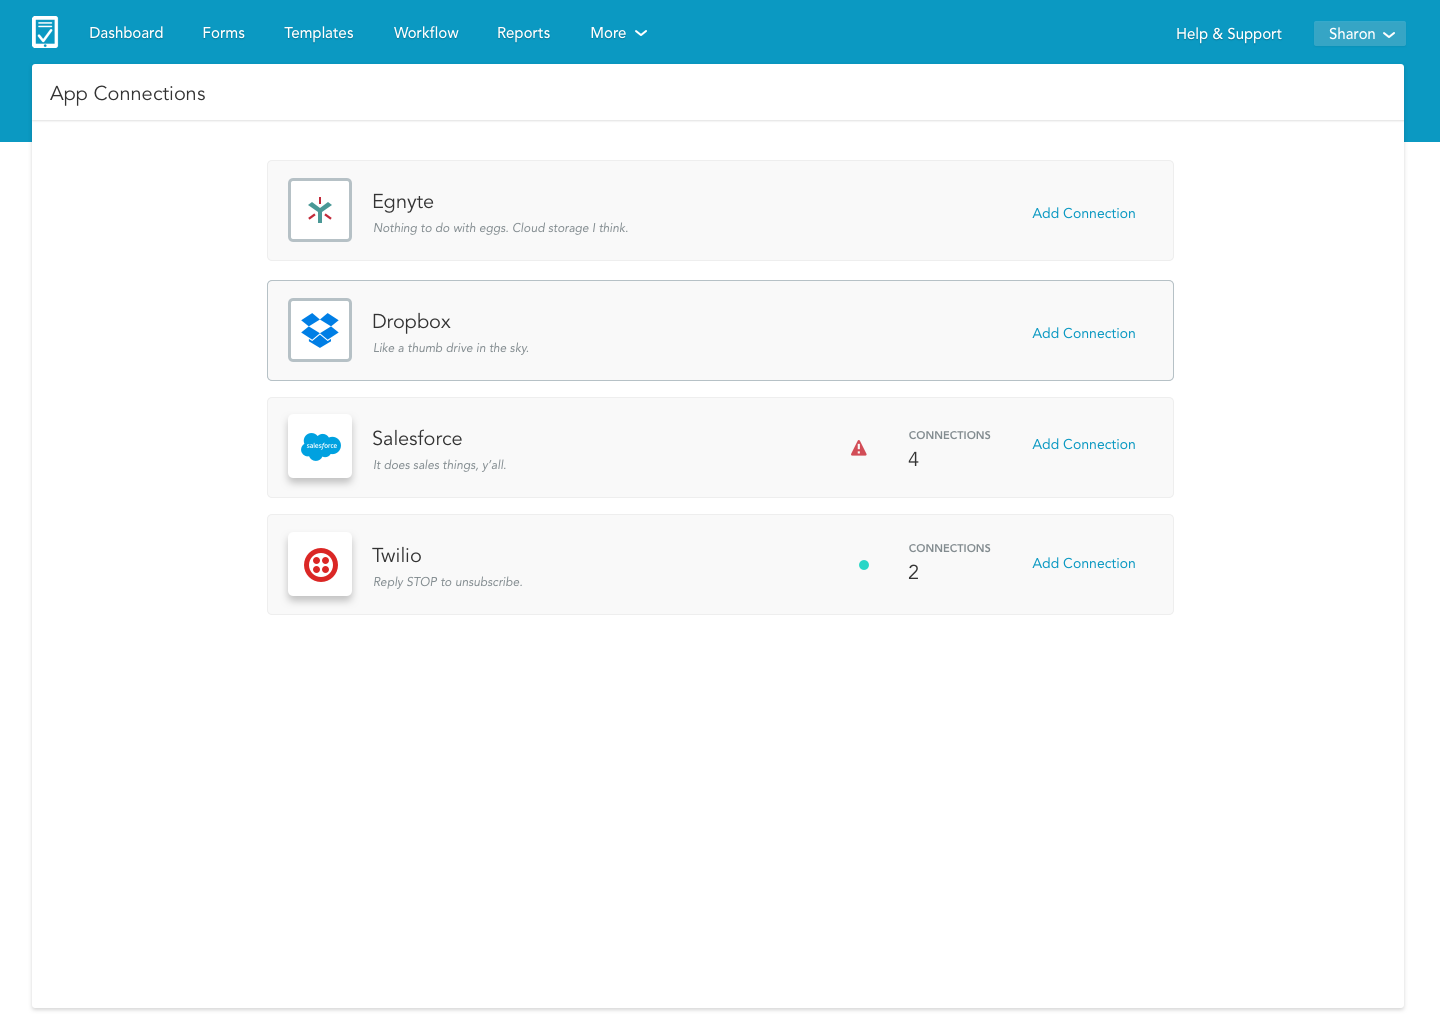 Dashboard Forms Templates Workflow Reports More Help & Support Sharon
App Connections
Egnyte
Nothing to do with eggs. Cloud storage I think.
Add Connection
Dropbox
Like a thumb drive in the sky.
Add Connection
salesforce
Salesforce
It does sales things, y'all.
CONNECTIONS
4
Add Connection
Twilio
Reply STOP to unsubscribe.
CONNECTIONS
2
Add Connection